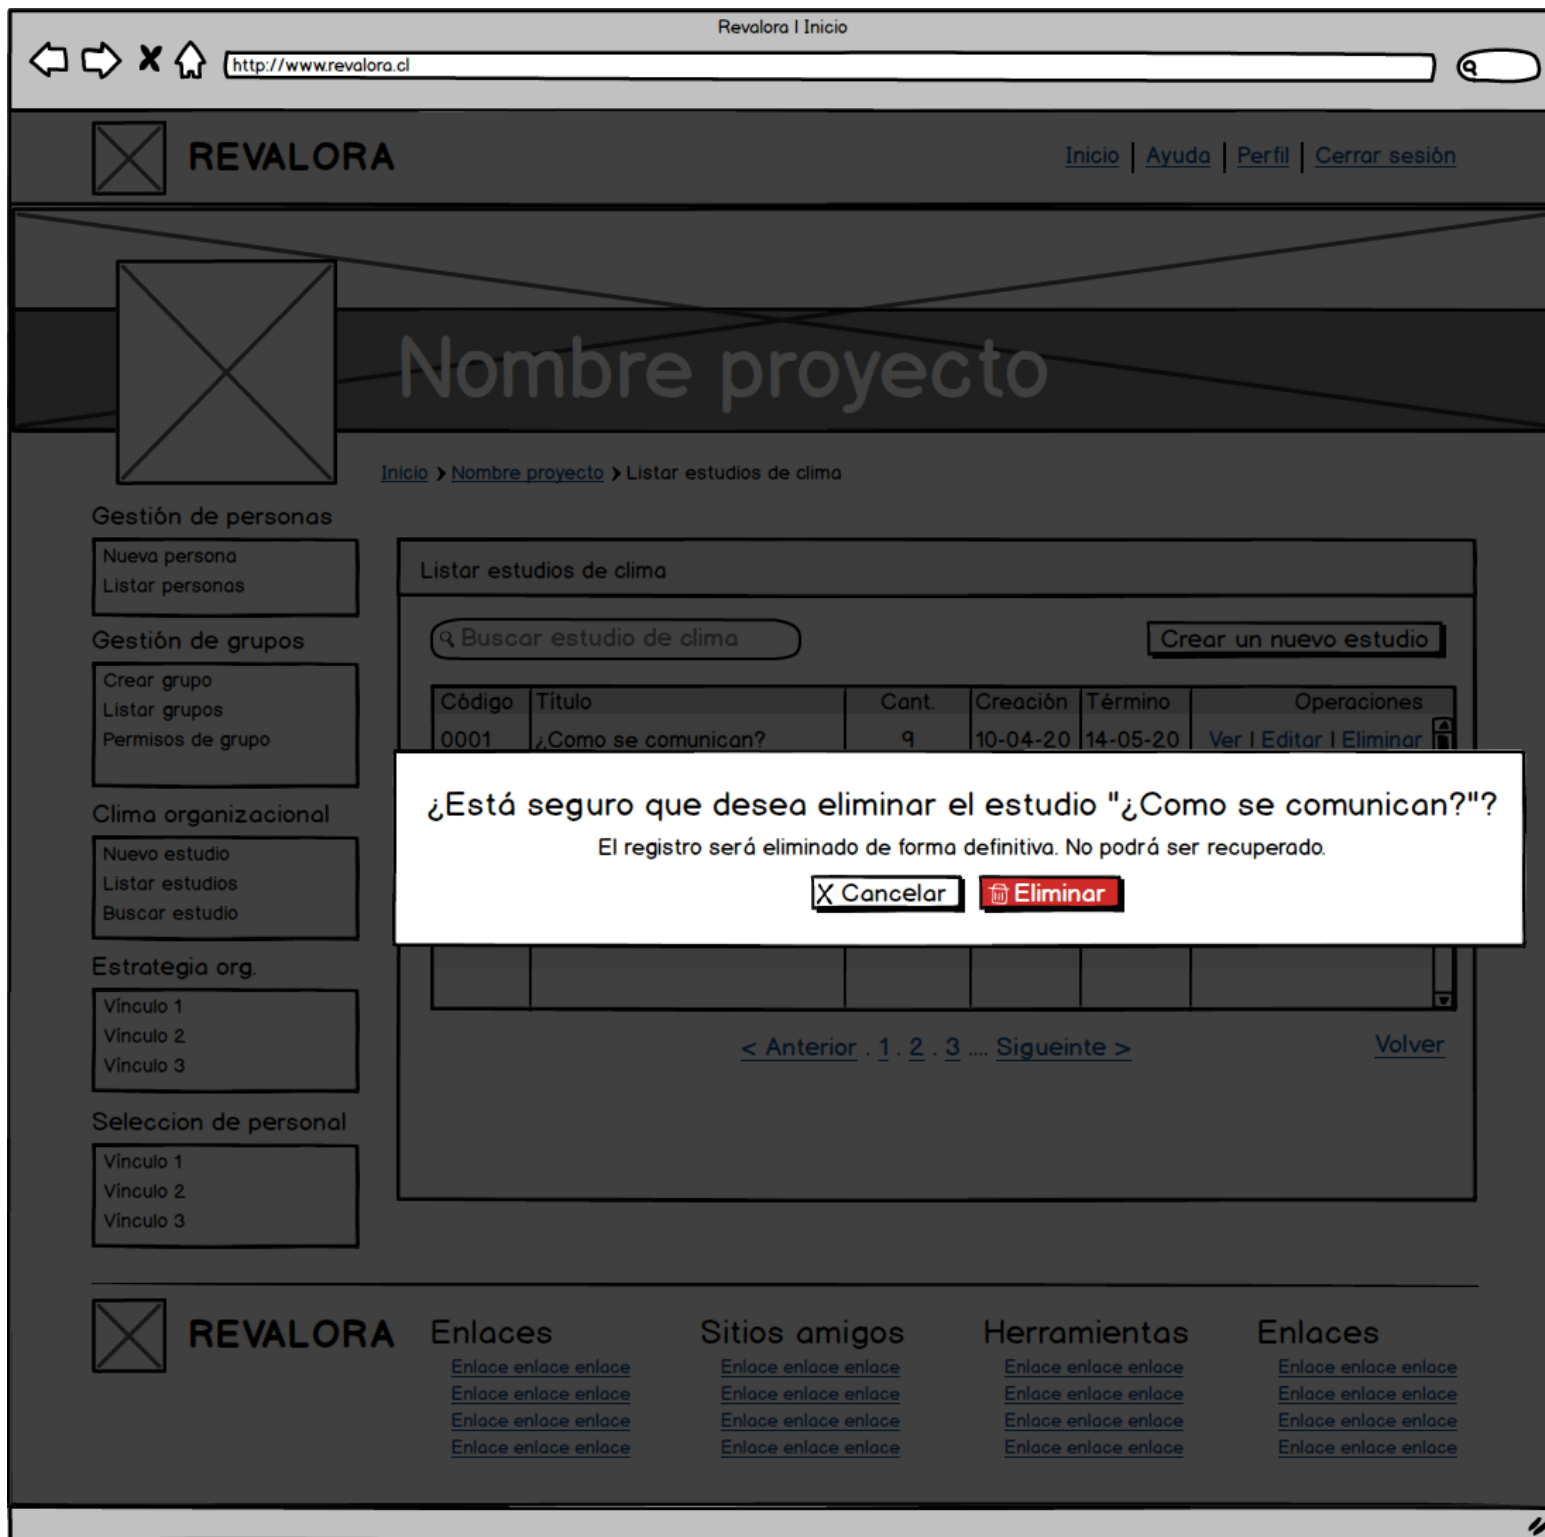 Revalora | Inicio
http://www.revalora.cl
REVALORA
Inicio | Ayuda | Perfil | Cerrar sesión
Nombre proyecto
Inicio > Nombre proyecto > Listar estudios de clima
Gestión de personas
Nueva persona
Listar personas
Gestión de grupos
Crear grupo
Listar grupos
Permisos de grupo
Clima organizacional
Nuevo estudio
Listar estudios
Buscar estudio
Estrategia org.
Vínculo 1
Vínculo 2
Vínculo 3
Seleccion de personal
Vínculo 1
Vínculo 2
Vínculo 3
Listar estudios de clima
Buscar estudio de clima
Crear un nuevo estudio
Código Título Cant. Creación Término Operaciones
0001 ¿Como se comunican? 9 10-04-20 14-05-20 Ver | Editar | Eliminar
¿Está seguro que desea eliminar el estudio "¿Como se comunican?"?
El registro será eliminado de forma definitiva. No podrá ser recuperado.
X Cancelar Eliminar
< Anterior . 1 . 2 . 3 .... Sigueinte >
Volver
REVALORA
Enlaces
Enlace enlace enlace
Enlace enlace enlace
Enlace enlace enlace
Enlace enlace enlace
Sitios amigos
Enlace enlace enlace
Enlace enlace enlace
Enlace enlace enlace
Enlace enlace enlace
Herramientas
Enlace enlace enlace
Enlace enlace enlace
Enlace enlace enlace
Enlace enlace enlace
Enlaces
Enlace enlace enlace
Enlace enlace enlace
Enlace enlace enlace
Enlace enlace enlace